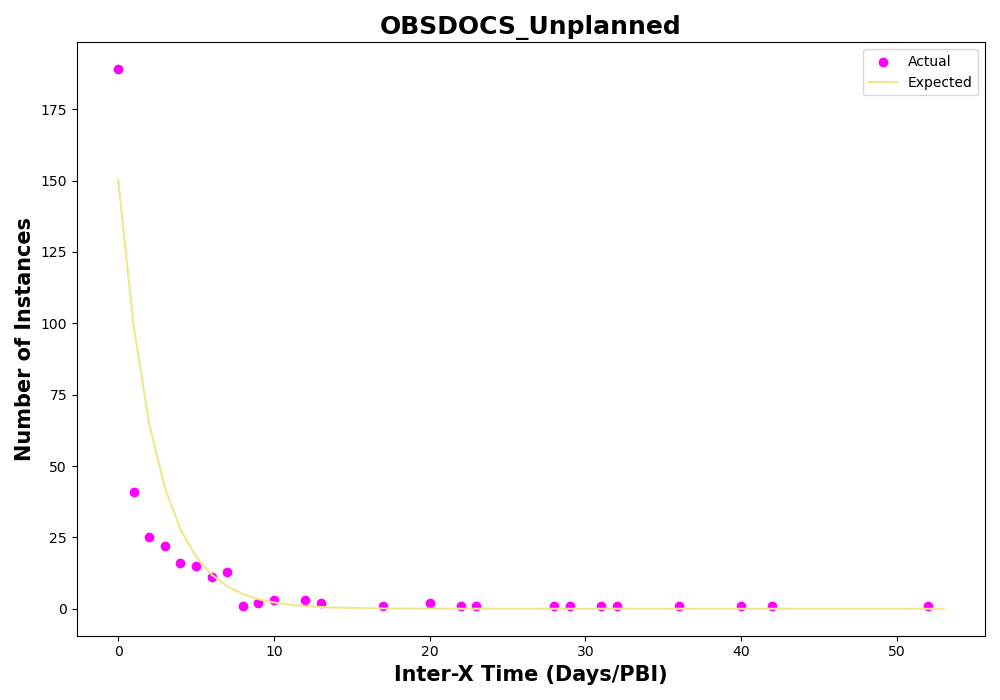 OBSDOCS_Unplanned
Actual
Expected
Number of Instances
175
150
125
100
75
50
25
0
0 10 20 30 40 50
Inter-X Time (Days/PBI)